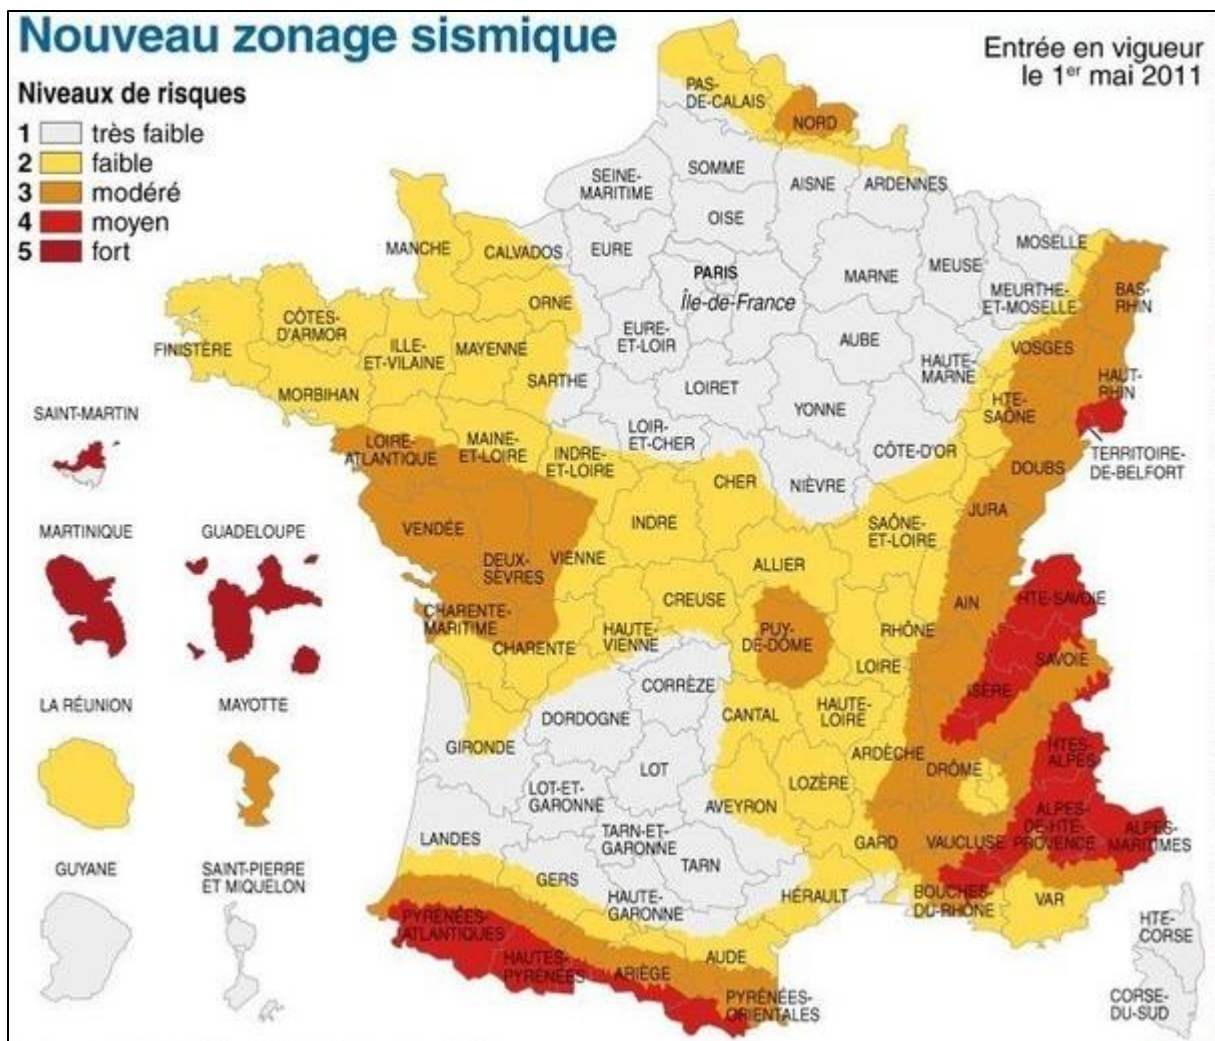 Nouveau zonage sismique
Entrée en vigueur
le 1er mai 2011
Niveaux de risques
1 très faible
2 faible
3 modéré
4 moyen
5 fort
PAS-
DE-CALAIS
NORD
SOMME
SEINE-
MARITIME
AISNE
ARDENNES
OISE
MANCHE
CALVADOS
EURE
MOSELLE
MEUSE
MARNE
PARIS
Île-de-France
MEURTHE-
ET-MOSELLE
BAS-
RHIN
ORNE
CÔTES-
D'ARMOR
FINISTÈRE
ILLE-
ET-VILAINE
MAYENNE
EURE-
ET-LOIR
AUBE
VOSGES
HAUTE-
MARNE
HAUT-
RHIN
MORBIHAN
SARTHE
LOIRET
YONNE
HTE-
SAÔNE
SAINT-MARTIN
LOIRE-
ATLANTIQUE
MAINE-
ET-LOIRE
INDRE-
ET-LOIRE
LOIR-
ET-CHER
CÔTE-D'OR
TERRITOIRE-
DE-BELFORT
DOUBS
CHER
NIÈVRE
JURA
MARTINIQUE
GUADELOUPE
VENDÉE
INDRE
SAÔNE-
ET-LOIRE
DEUX-
SÈVRES
VIENNE
ALLIER
CREUSE
AIN
HTE-SAVOIE
CHARENTE-
MARITIME
CHARENTE
HAUTE-
VIENNE
PUY-
DE-DÔME
RHÔNE
LOIRE
SAVOIE
ISÈRE
LA RÉUNION
MAYOTTE
CORRÈZE
DORDOGNE
CANTAL
HAUTE-
LOIRE
GIRONDE
ARDÈCHE
DRÔME
HTES-
ALPES
LOT
LOZÈRE
LOT-ET-
GARONNE
AVEYRON
ALPES-
DE-HTE-
PROVENCE
ALPES-
MARITIMES
LANDES
TARN-ET-
GARONNE
TARN
GARD
VAUCLUSE
GUYANE
SAINT-PIERRE
ET MIQUELON
GERS
HAUTE-
GARONNE
HÉRAULT
BOUCHES-
DU-RHÔNE
VAR
HTE-
CORSE
PYRÉNÉES-
ATLANTIQUES
HAUTES-
PYRÉNÉES
ARIÈGE
AUDE
PYRÉNÉES-
ORIENTALES
CORSE-
DU-SUD